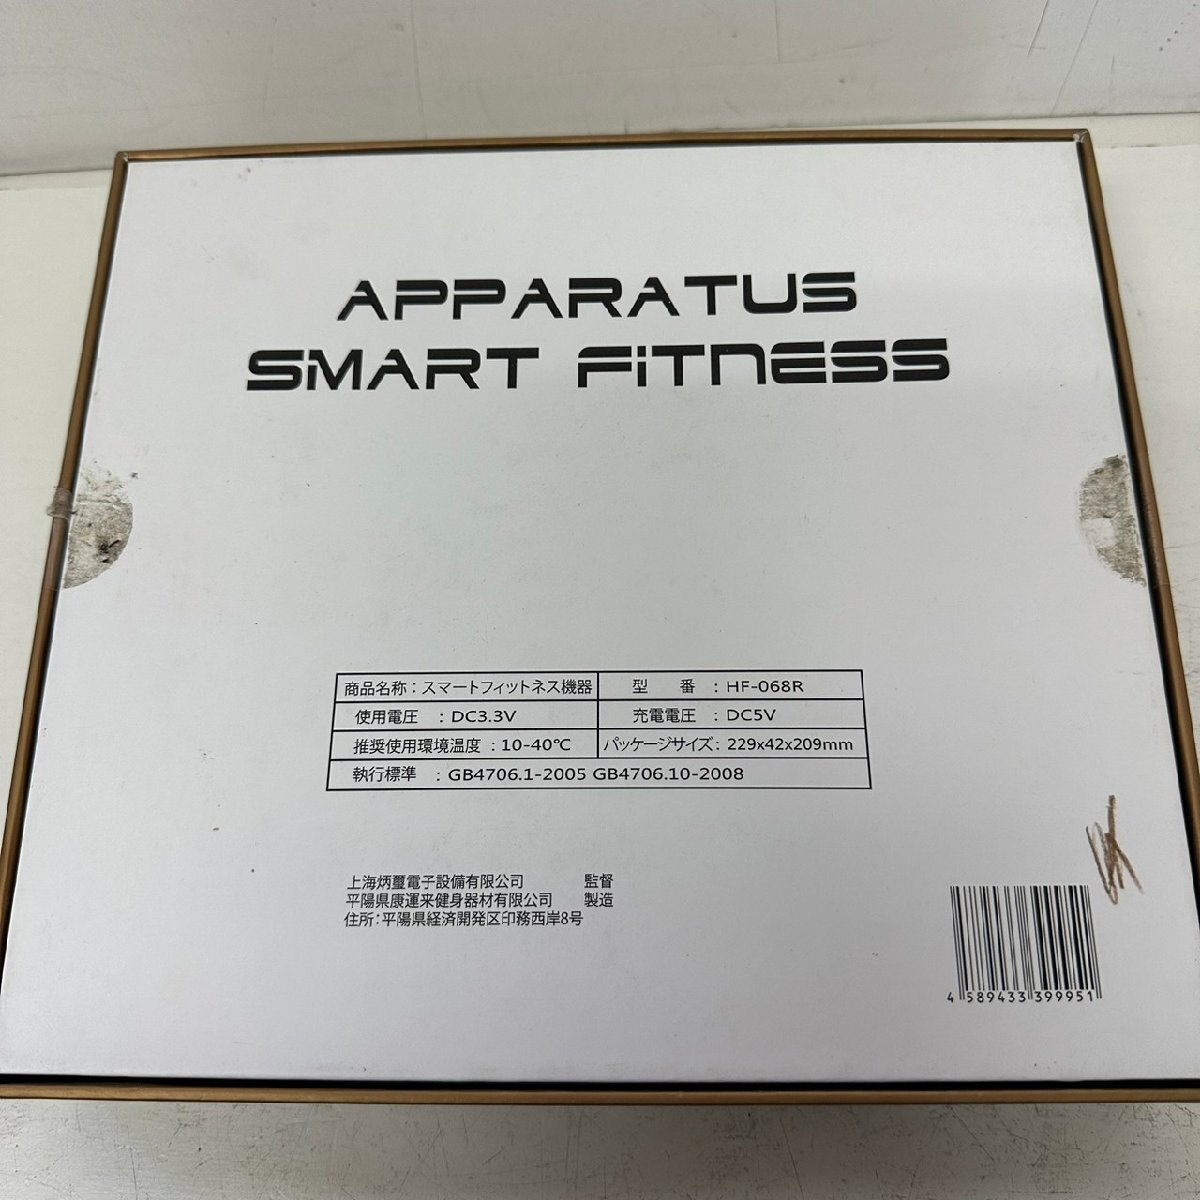 APPARATUS
SMART FiTNESS
商品名称：スマートフィットネス機器 型 番 ：HF-068R
使用電圧 ：DC3.3V 充電電圧 ：DC5V
推奨使用環境温度 ：10-40℃ パッケージサイズ：229x42x209mm
執行標準 ：GB4706.1-2005 GB4706.10-2008
上海炳璽電子設備有限公司 監督
平陽県康運来健身器材有限公司 製造
住所：平陽県経済開発区印務西岸8号
4 589433 399951